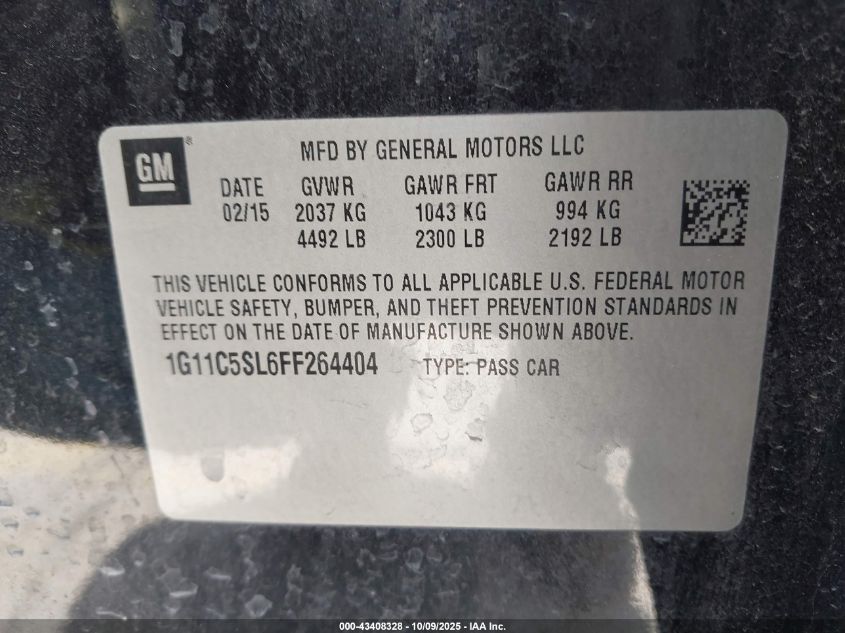 GM ®
MFD BY GENERAL MOTORS LLC
DATE GVWR GAWR FRT GAWR RR
02/15 2037 KG 1043 KG 994 KG
4492 LB 2300 LB 2192 LB
THIS VEHICLE CONFORMS TO ALL APPLICABLE U.S. FEDERAL MOTOR
VEHICLE SAFETY, BUMPER, AND THEFT PREVENTION STANDARDS IN
EFFECT ON THE DATE OF MANUFACTURE SHOWN ABOVE.
1G11C5SL6FF264404 TYPE: PASS CAR
000-43408328 - 10/09/2025 - IAA Inc.